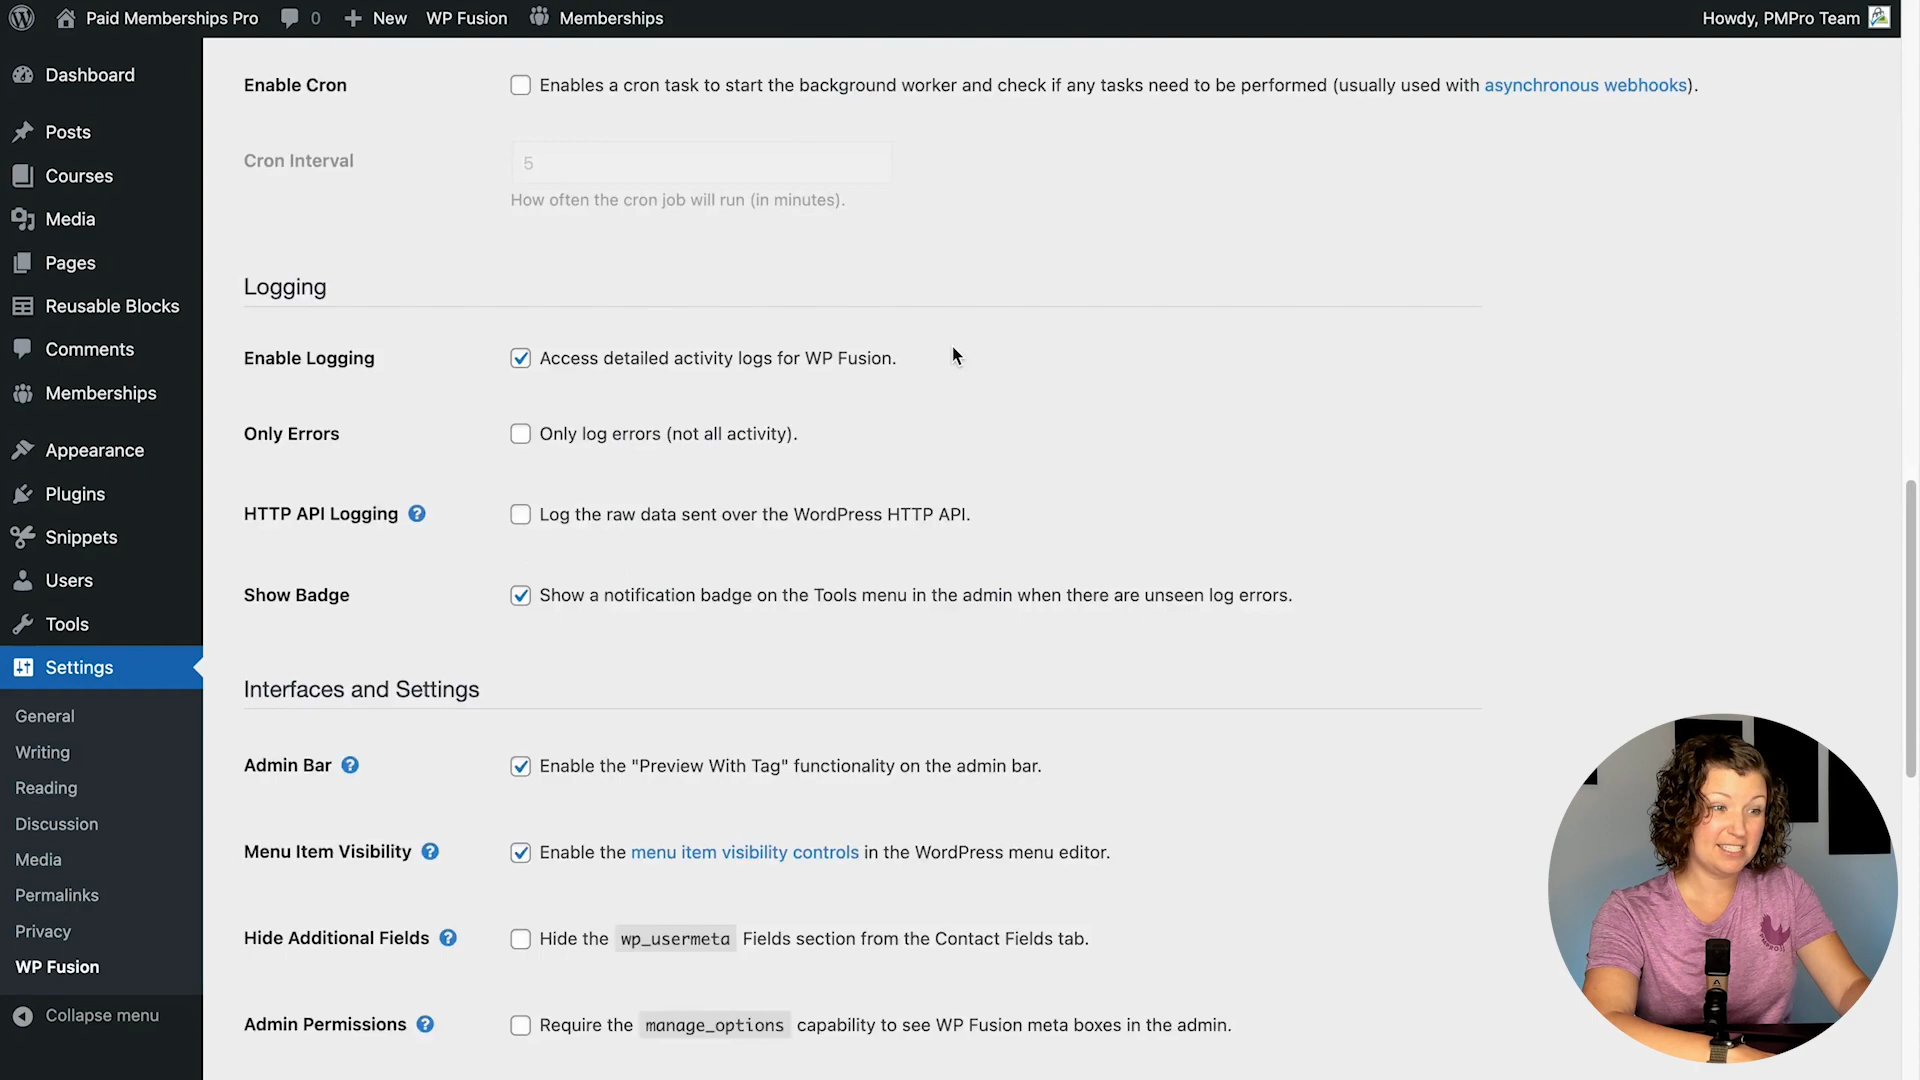 Paid Memberships Pro
0
New
WP Fusion
Memberships
Howdy, PMPro Team
Dashboard
Posts
Courses
Media
Pages
Reusable Blocks
Comments
Memberships
Appearance
Plugins
Snippets
Users
Tools
Settings
General
Writing
Reading
Discussion
Media
Permalinks
Privacy
WP Fusion
Collapse menu
Enable Cron
Enables a cron task to start the background worker and check if any tasks need to be performed (usually used with asynchronous webhooks).
Cron Interval
5
How often the cron job will run (in minutes).
Logging
Enable Logging
Access detailed activity logs for WP Fusion.
Only Errors
Only log errors (not all activity).
HTTP API Logging ?
Log the raw data sent over the WordPress HTTP API.
Show Badge
Show a notification badge on the Tools menu in the admin when there are unseen log errors.
Interfaces and Settings
Admin Bar ?
Enable the "Preview With Tag" functionality on the admin bar.
Menu Item Visibility ?
Enable the menu item visibility controls in the WordPress menu editor.
Hide Additional Fields ?
Hide the wp_usermeta Fields section from the Contact Fields tab.
Admin Permissions ?
Require the manage_options capability to see WP Fusion meta boxes in the admin.